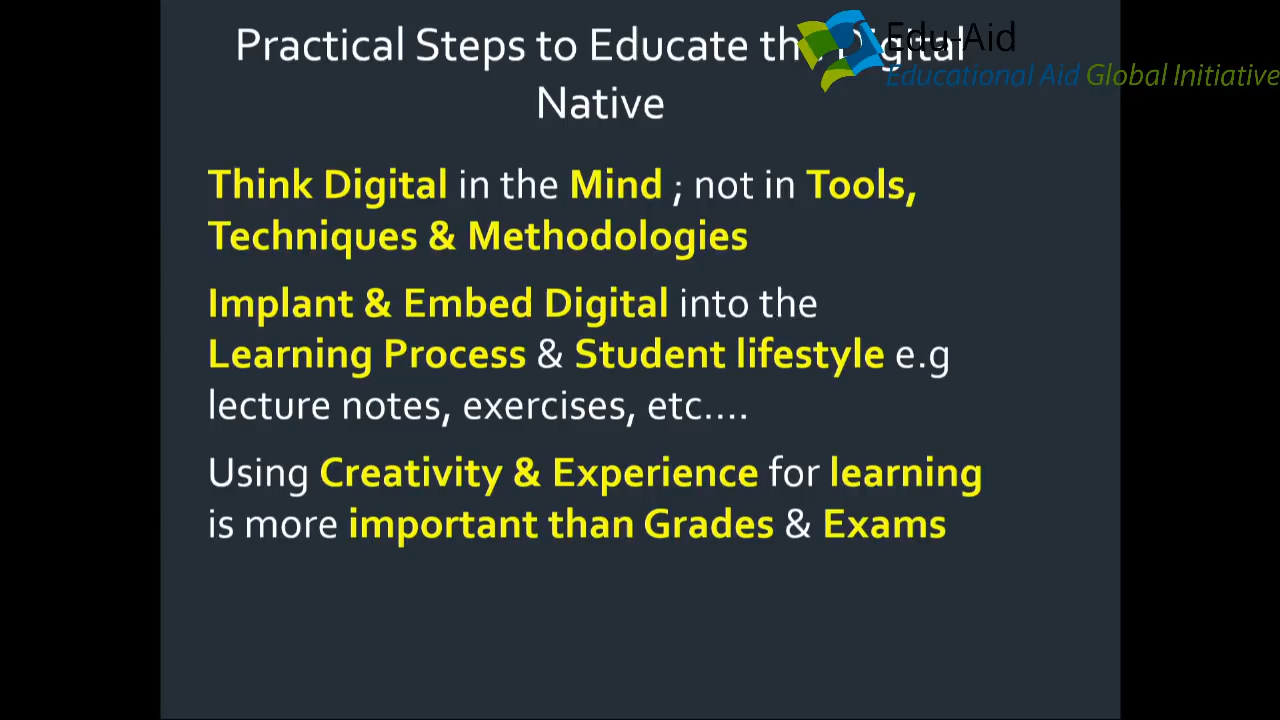 Practical Steps to Educate the Digital
Native
Edu-Aid
Educational Aid Global Initiative
Think Digital in the Mind ; not in Tools,
Techniques & Methodologies
Implant & Embed Digital into the
Learning Process & Student lifestyle e.g
lecture notes, exercises, etc....
Using Creativity & Experience for learning
is more important than Grades & Exams